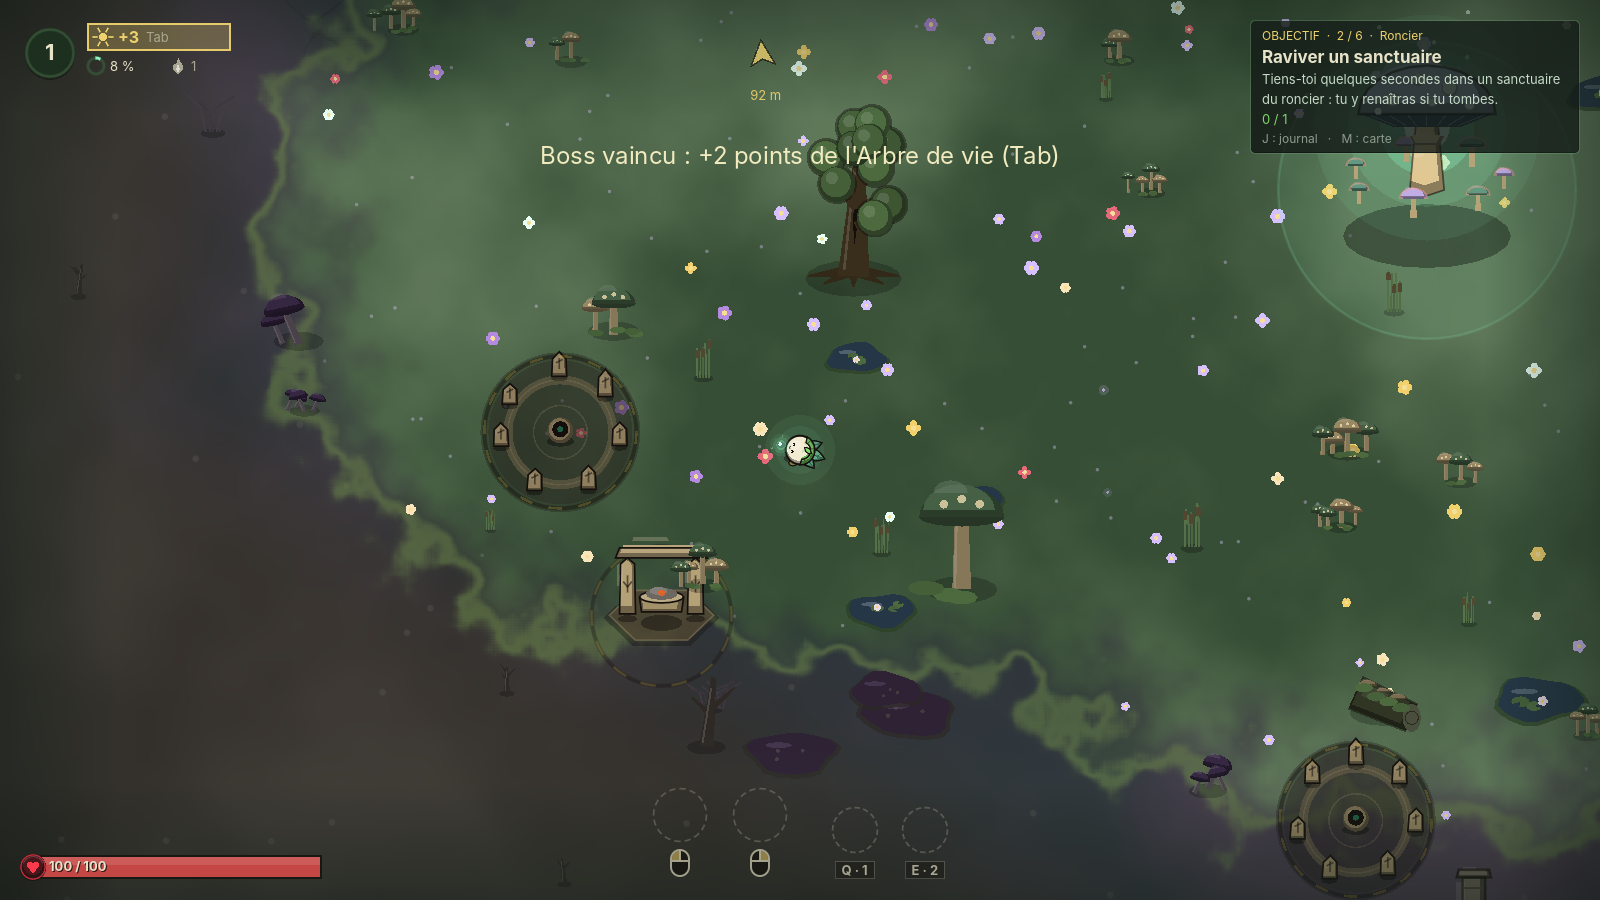 1
+3 Tab
8 %
1
92 m
OBJECTIF · 2 / 6 · Roncier
Raviver un sanctuaire
Tiens-toi quelques secondes dans un sanctuaire
du roncier : tu y renaîtras si tu tombes.
0 / 1
J : journal · M : carte
Boss vaincu : +2 points de l'Arbre de vie (Tab)
100 / 100
Q · 1
E · 2